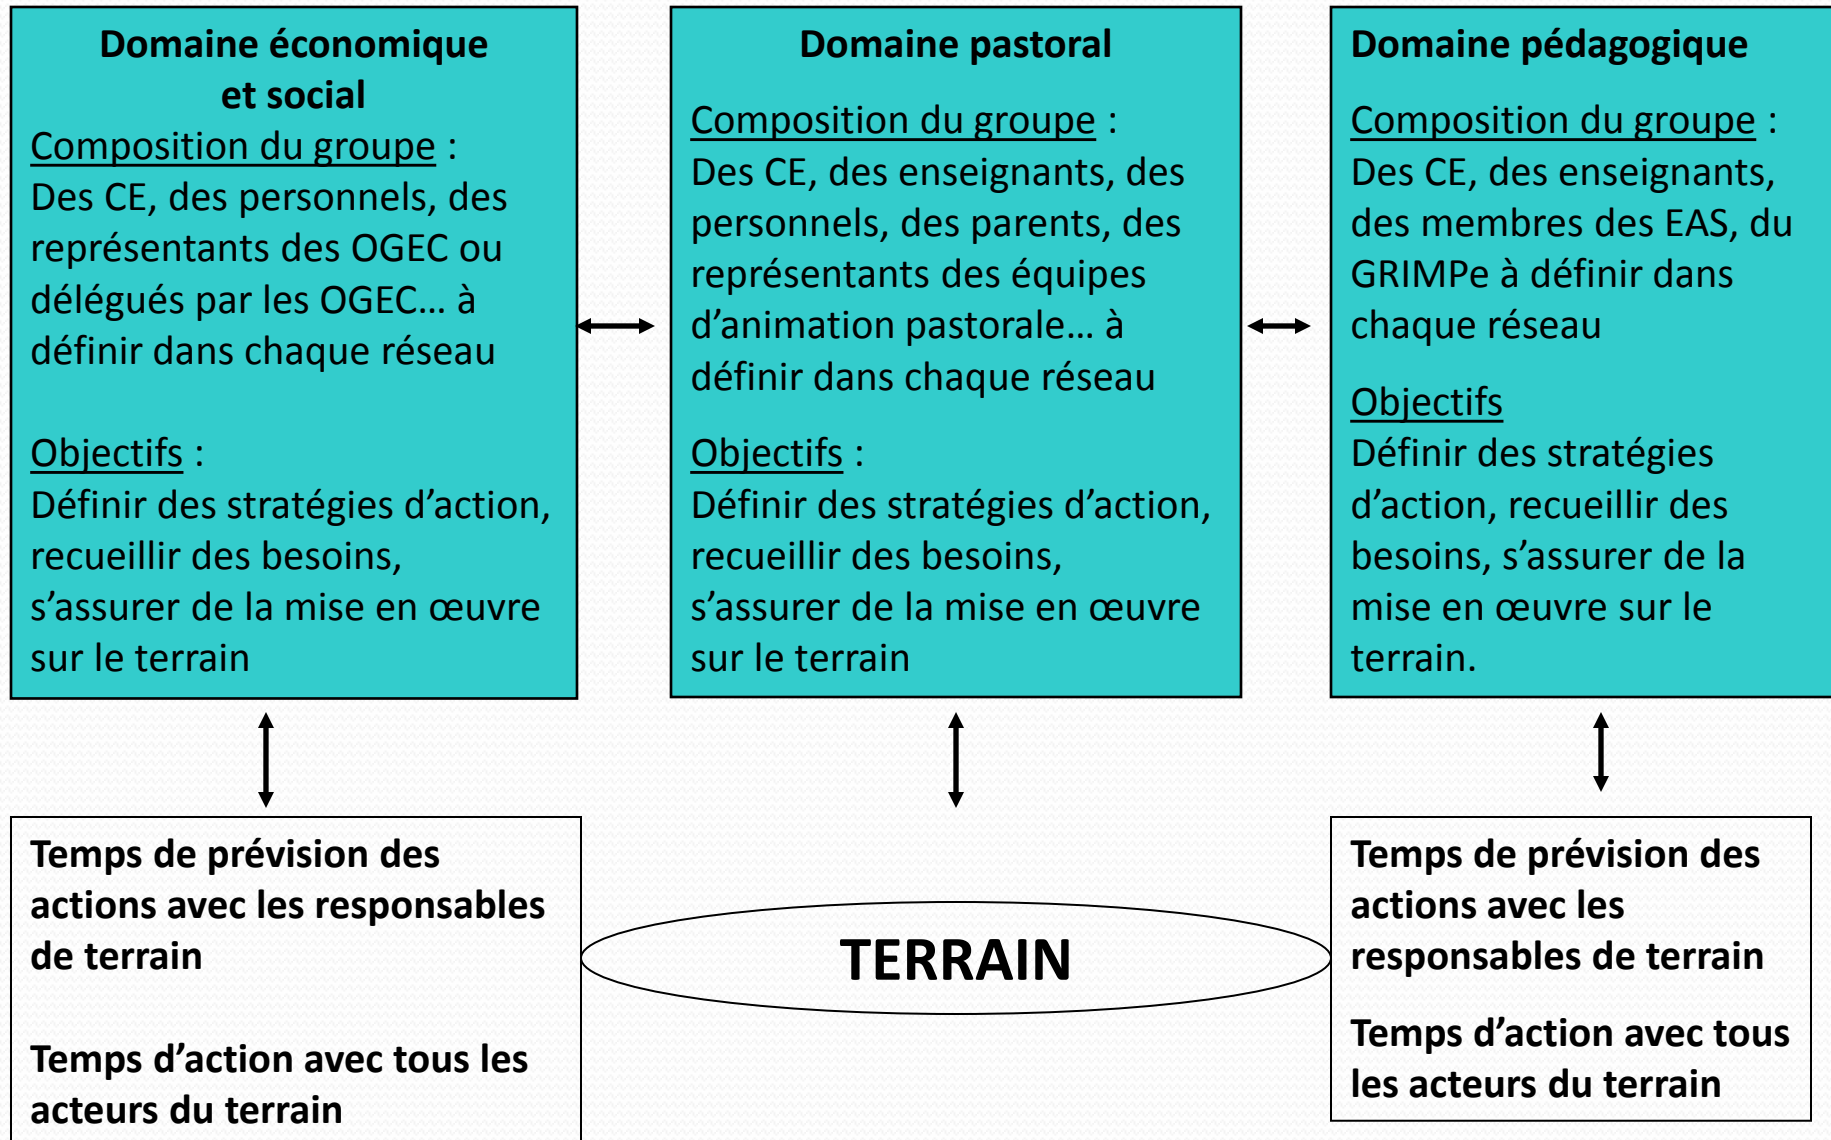 Domaine économique
et social
Composition du groupe :
Des CE, des personnels, des
représentants des OGEC ou
délégués par les OGEC… à
définir dans chaque réseau
Objectifs :
Définir des stratégies d’action,
recueillir des besoins,
s’assurer de la mise en œuvre
sur le terrain
Domaine pastoral
Composition du groupe :
Des CE, des enseignants, des
personnels, des parents, des
représentants des équipes
d’animation pastorale… à
définir dans chaque réseau
Objectifs :
Définir des stratégies d’action,
recueillir des besoins,
s’assurer de la mise en œuvre
sur le terrain
Domaine pédagogique
Composition du groupe :
Des CE, des enseignants,
des membres des EAS, du
GRIMPe à définir dans
chaque réseau
Objectifs
Définir des stratégies
d’action, recueillir des
besoins, s’assurer de la
mise en œuvre sur le
terrain.
Temps de prévision des
actions avec les responsables
de terrain
Temps d’action avec tous les
acteurs du terrain
TERRAIN
Temps de prévision des
actions avec les
responsables de terrain
Temps d’action avec tous
les acteurs du terrain